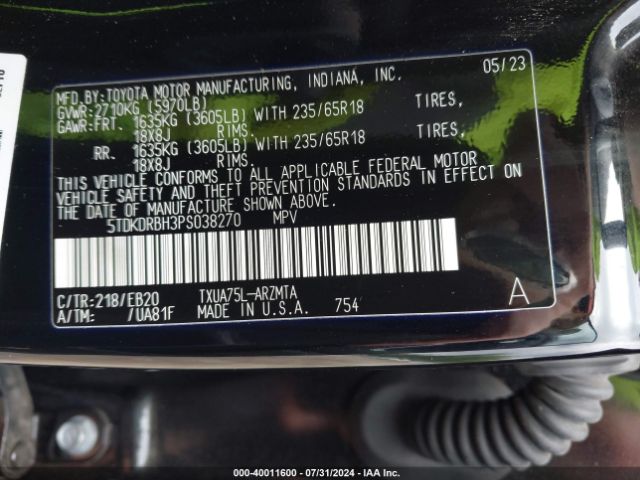 MFD.BY:TOYOTA MOTOR MANUFACTURING, INDIANA, INC. 05/23
GVWR:2710KG (5970LB)
GAWR:FRT. 1635KG (3605LB) WITH 235/65R18 TIRES,
18X8J RIMS.
RR. 1635KG (3605LB) WITH 235/65R18 TIRES,
18X8J RIMS.
THIS VEHICLE CONFORMS TO ALL APPLICABLE FEDERAL MOTOR
VEHICLE SAFETY AND THEFT PREVENTION STANDARDS IN EFFECT ON
THE DATE OF MANUFACTURE SHOWN ABOVE.
5TDKDRBH3PS038270 MPV
C/TR:218/EB20 TXUA75L-ARZMTA A
A/TM: /UA81F MADE IN U.S.A. 754
000-40011600 - 07/31/2024 - IAA Inc.